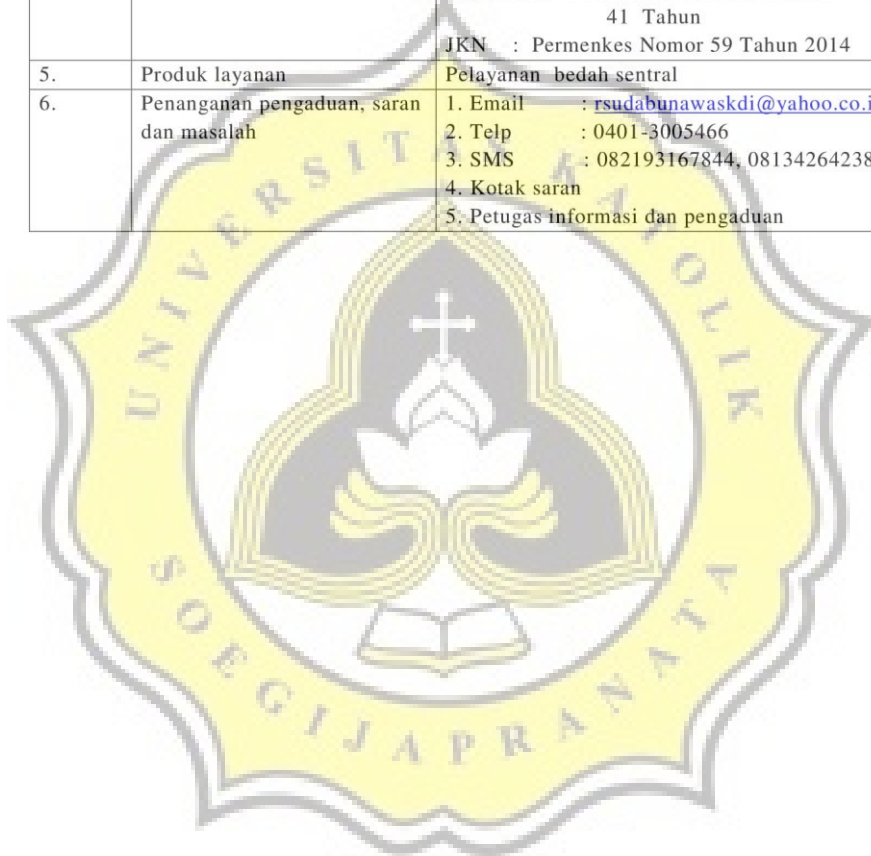 41 Tahun
JKN : Permenkes Nomor 59 Tahun 2014
5. Produk layanan Pelayanan bedah sentral
6. Penanganan pengaduan, saran dan masalah
1. Email : rsudabunawaskdi@yahoo.co.i
2. Telp : 0401-3005466
3. SMS : 082193167844, 08134264238
4. Kotak saran
5. Petugas informasi dan pengaduan
UNIVERSITAS KATOLIK
SOEGIJAPRANATA